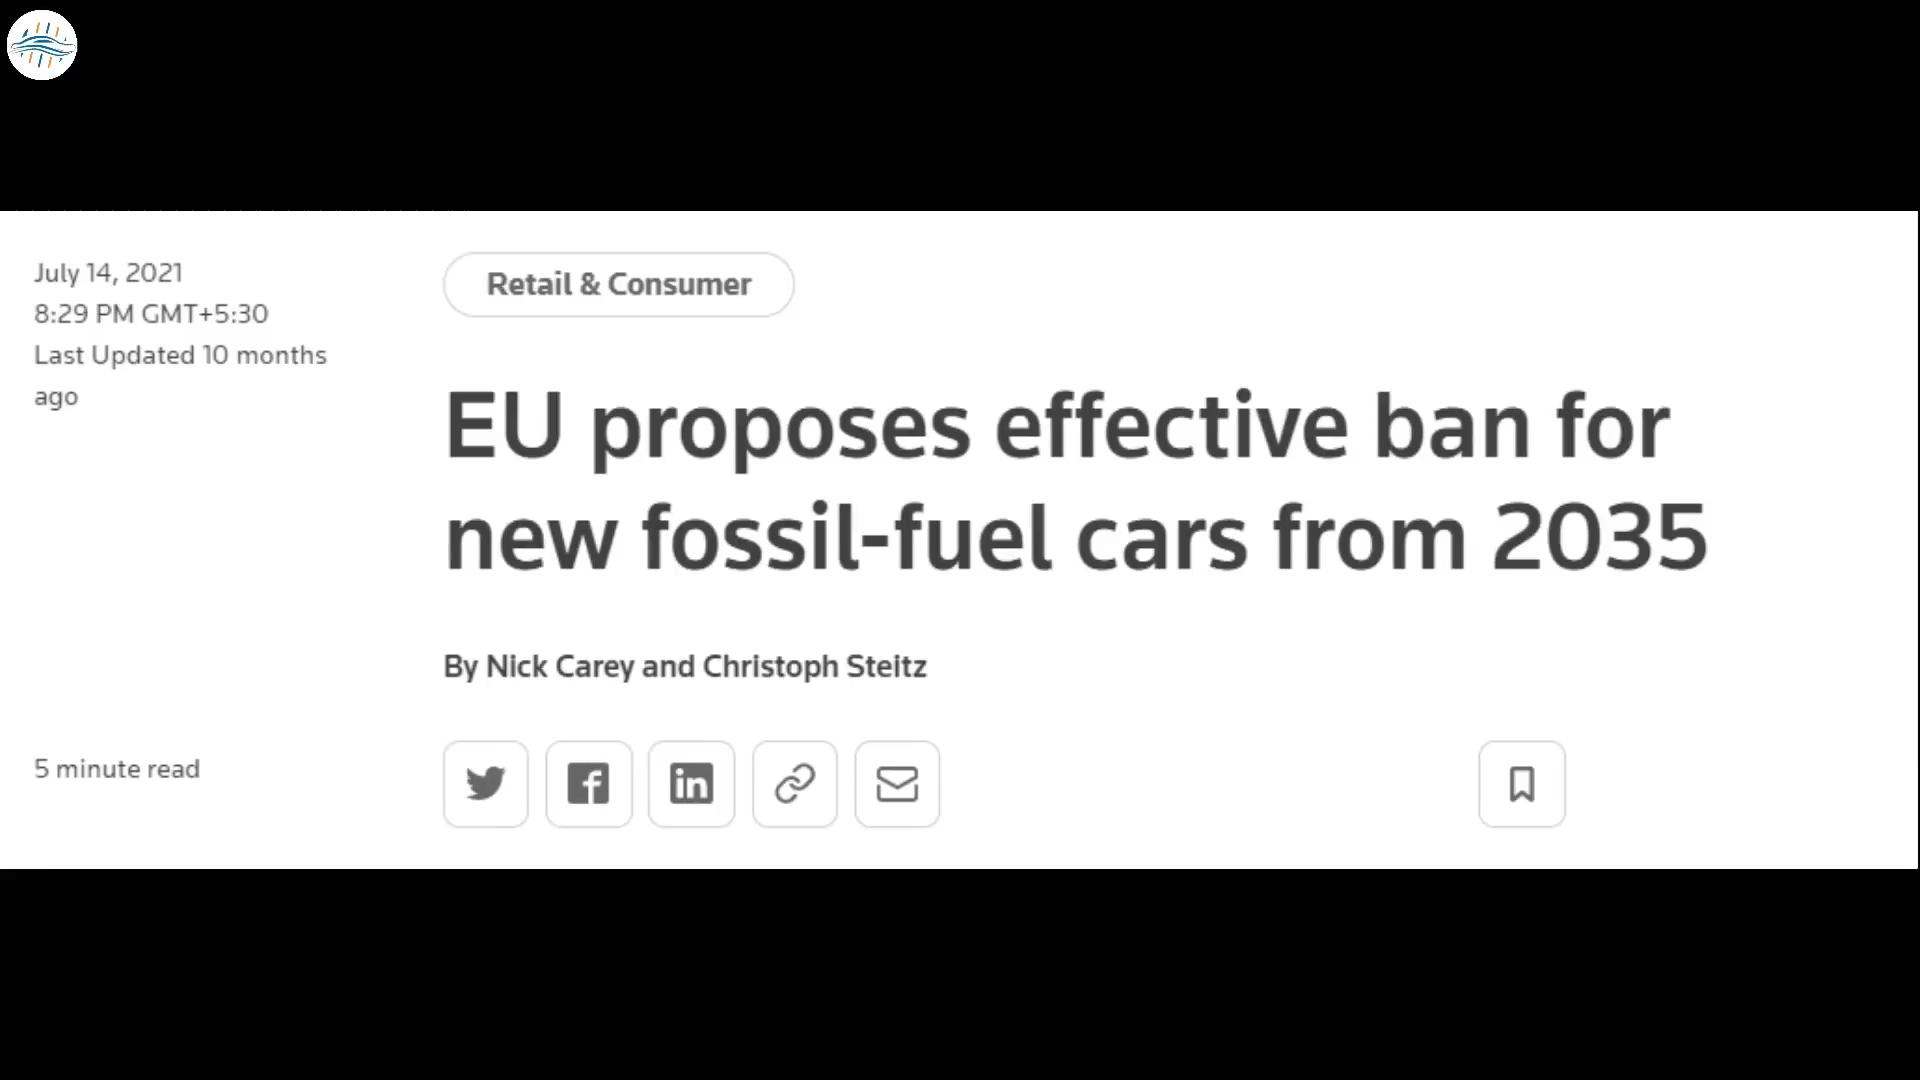 July 14, 2021
8:29 PM GMT+5:30
Last Updated 10 months
ago
Retail & Consumer
EU proposes effective ban for
new fossil-fuel cars from 2035
By Nick Carey and Christoph Steitz
5 minute read